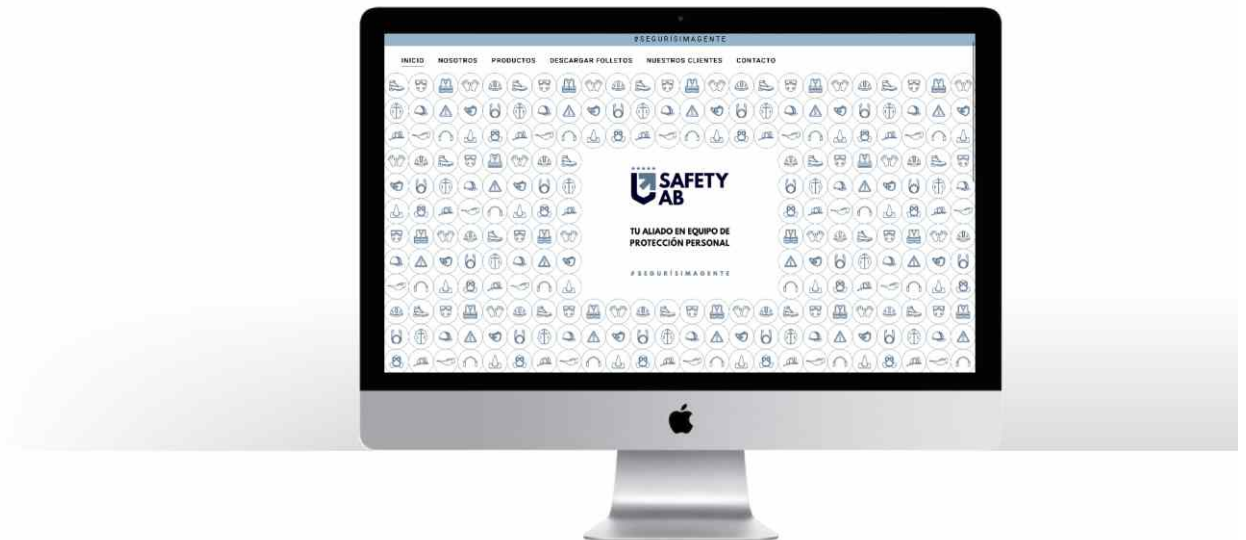 #SEGURÍSIMAGENTE
INICIO NOSOTROS PRODUCTOS DESCARGAR FOLLETOS NUESTROS CLIENTES CONTACTO
SAFETY
AB
TU ALIADO EN EQUIPO DE
PROTECCIÓN PERSONAL
#SEGURÍSIMAGENTE